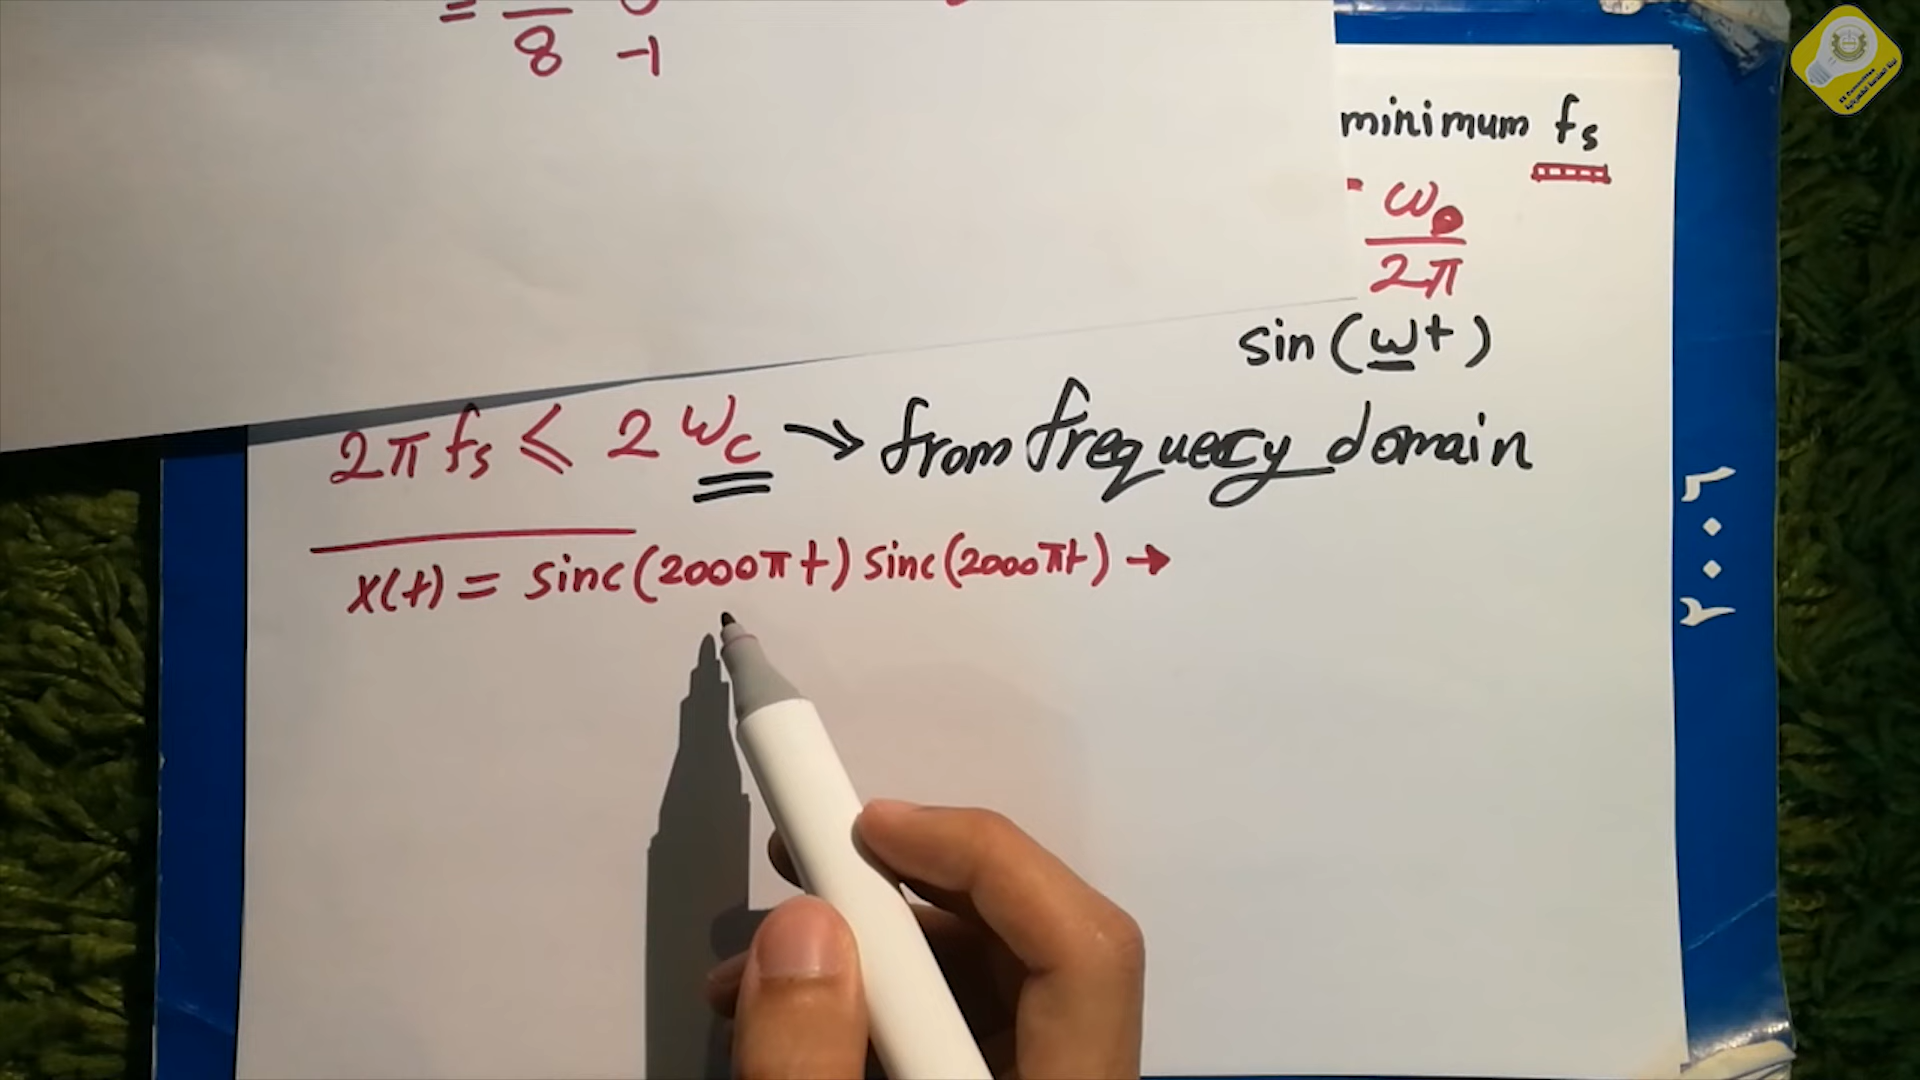 = 8 -1
minimum fs
ω0
2π
sin(ωt)
2π fs ⩽ 2 ωc → from frequency domain
x(t) = sinc(2000πt) sinc(2000πt) →
٢٠٠٩